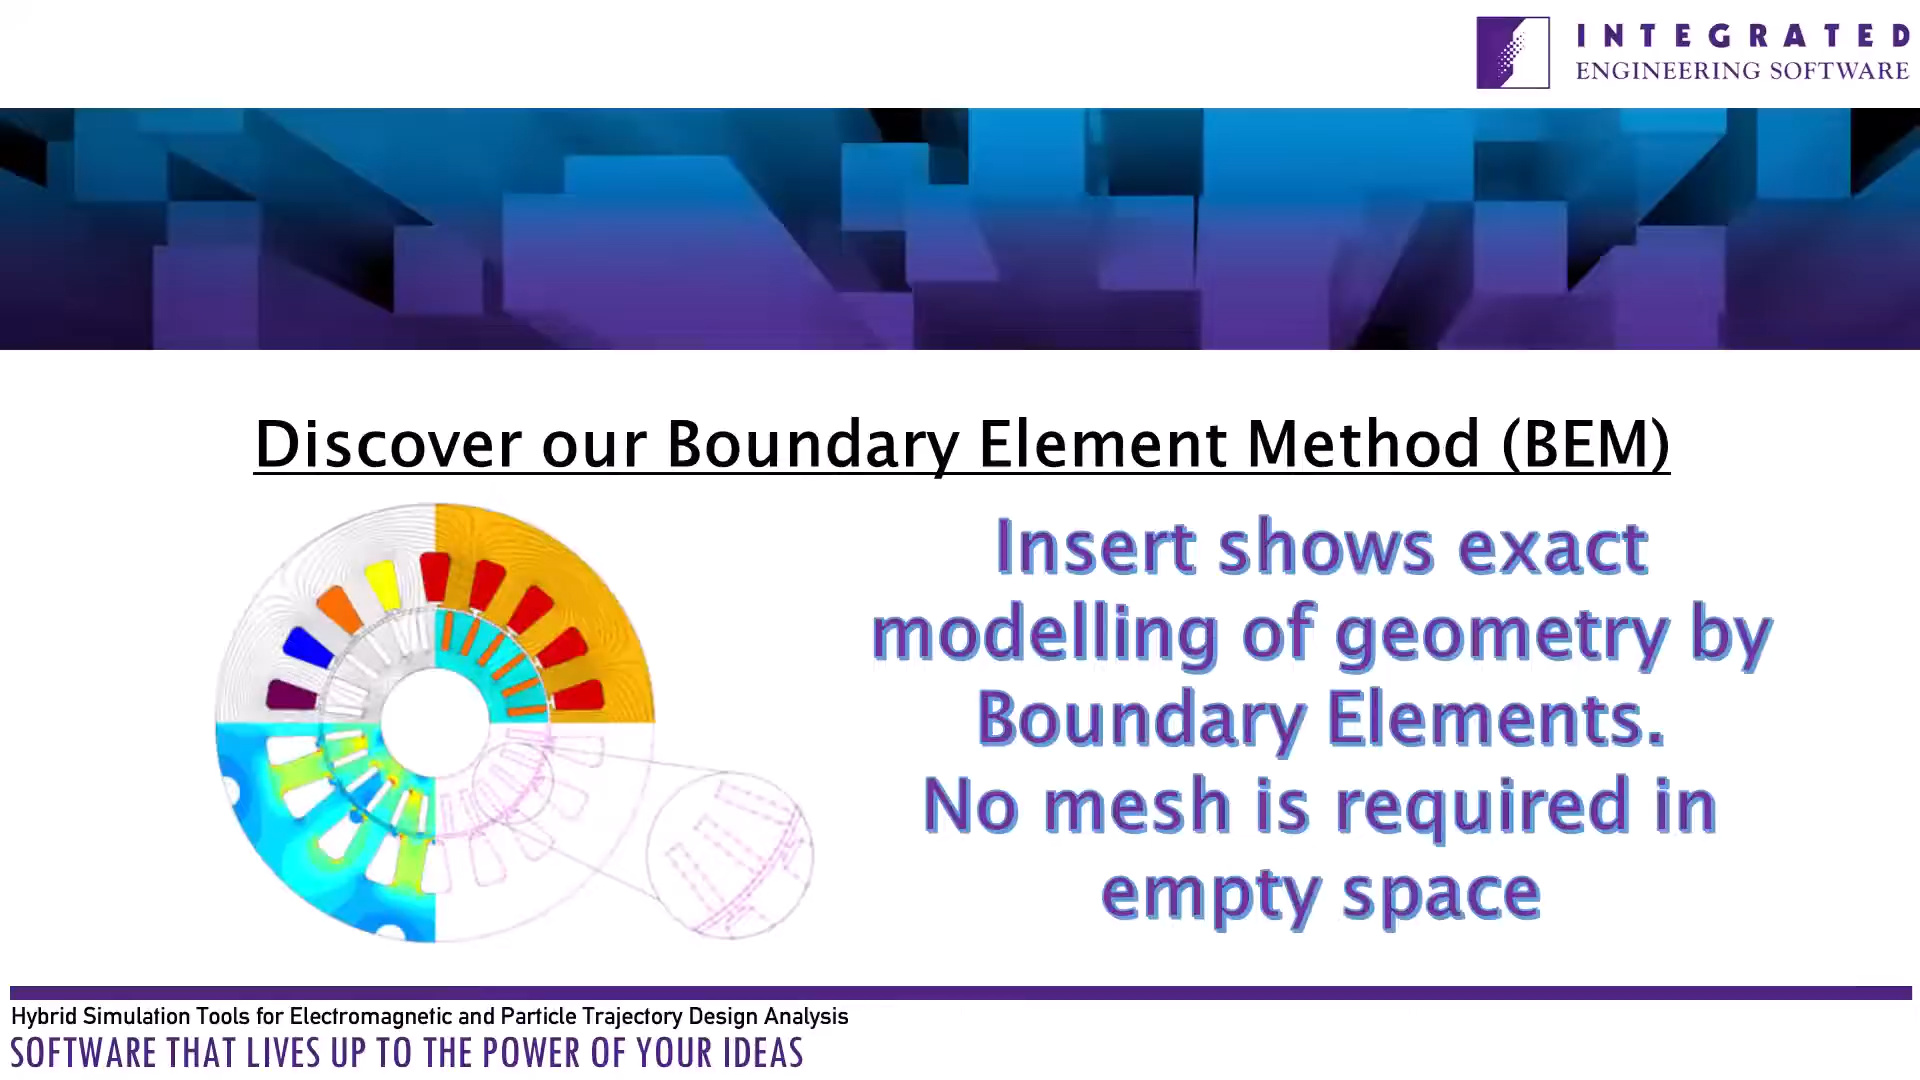 INTEGRATED
ENGINEERING SOFTWARE
Discover our Boundary Element Method (BEM)
Insert shows exact
modelling of geometry by
Boundary Elements.
No mesh is required in
empty space
Hybrid Simulation Tools for Electromagnetic and Particle Trajectory Design Analysis
SOFTWARE THAT LIVES UP TO THE POWER OF YOUR IDEAS